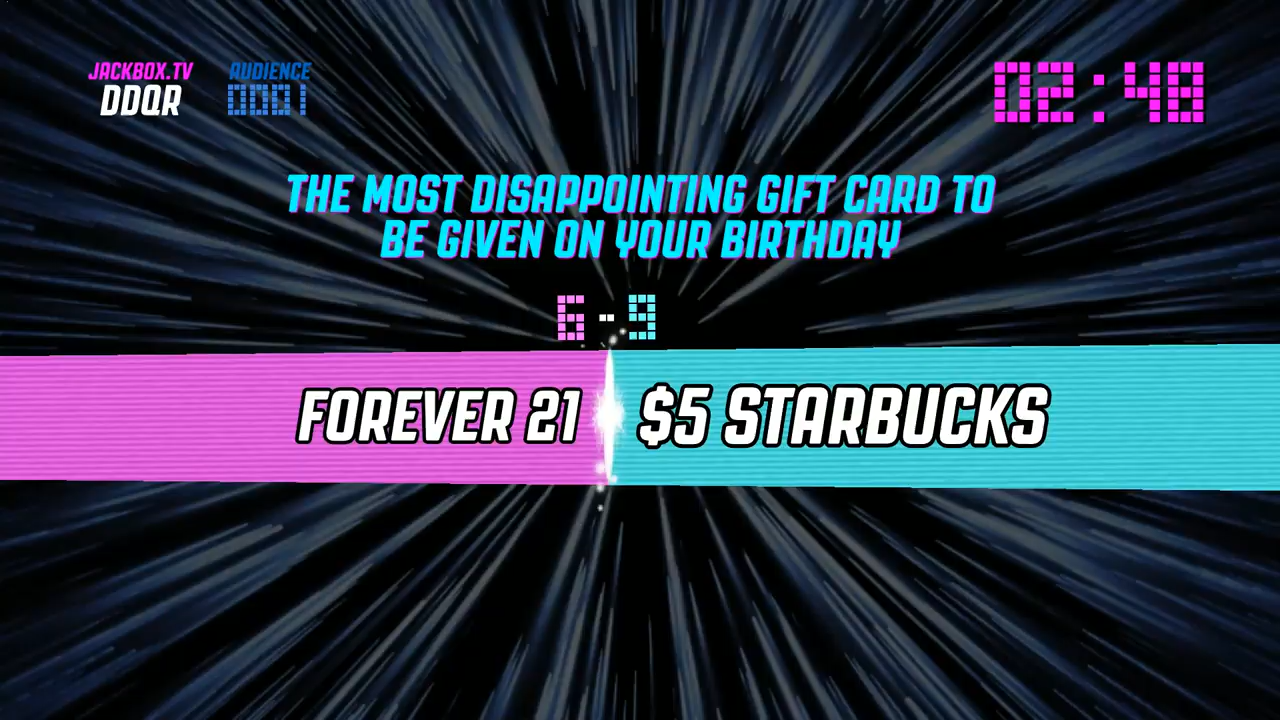 JACKBOX.TV
DDQR
AUDIENCE
0001
02:48
THE MOST DISAPPOINTING GIFT CARD TO
BE GIVEN ON YOUR BIRTHDAY
6 - 9
FOREVER 21
$5 STARBUCKS